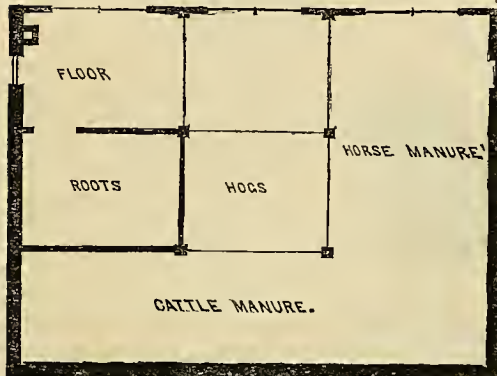 FLOOR
HORSE MANURE'
ROOTS
HOGS
CATTLE MANURE.